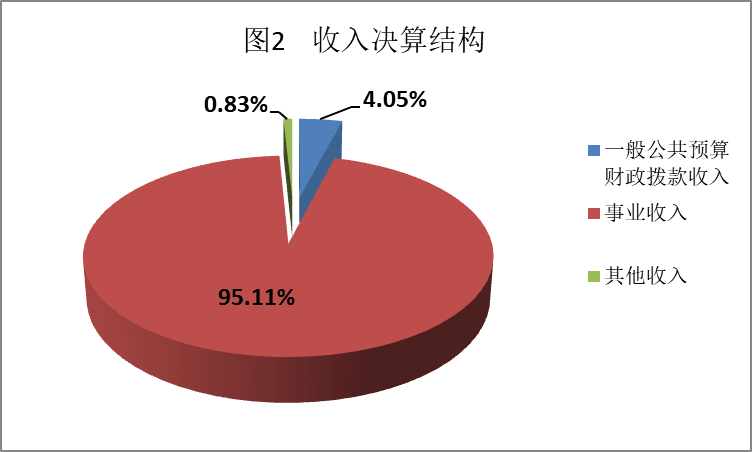 图2 收入决算结构
0.83%
4.05%
95.11%
一般公共预算
财政拨款收入
事业收入
其他收入